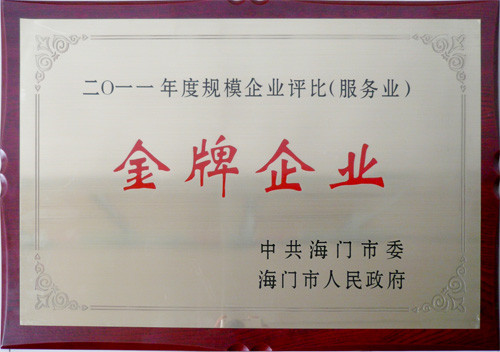 二〇一一年度规模企业评比(服务业)
金牌企业
中共海门市委
海门市人民政府